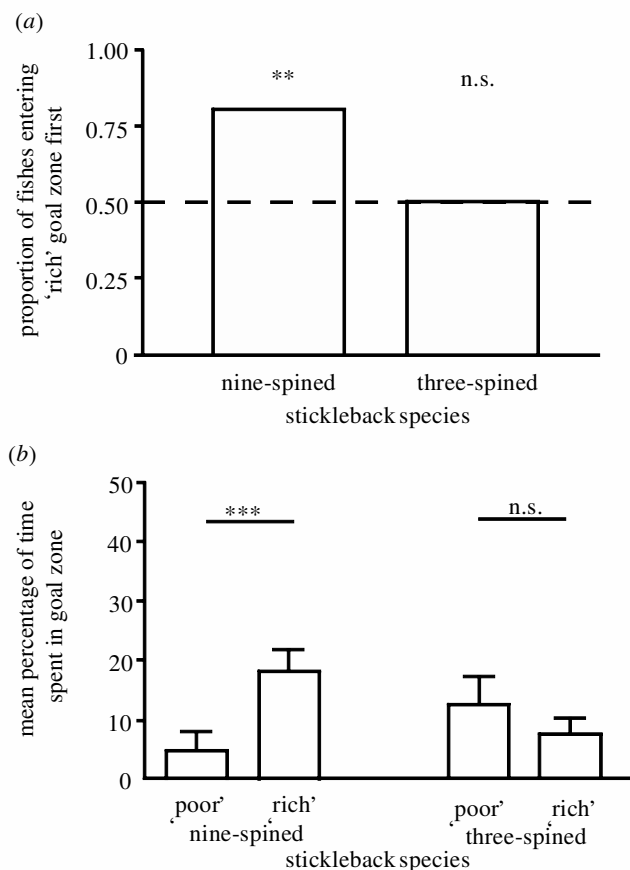 (a)
1.00
0.75
0.50
0.25
0
proportion of fishes entering
‘rich’ goal zone first
**
n.s.
nine-spined
three-spined
stickleback species
(b)
50
40
30
20
10
0
mean percentage of time
spent in goal zone
***
n.s.
‘poor’ ‘rich’
nine-spined
‘poor’ ‘rich’
three-spined
stickleback species